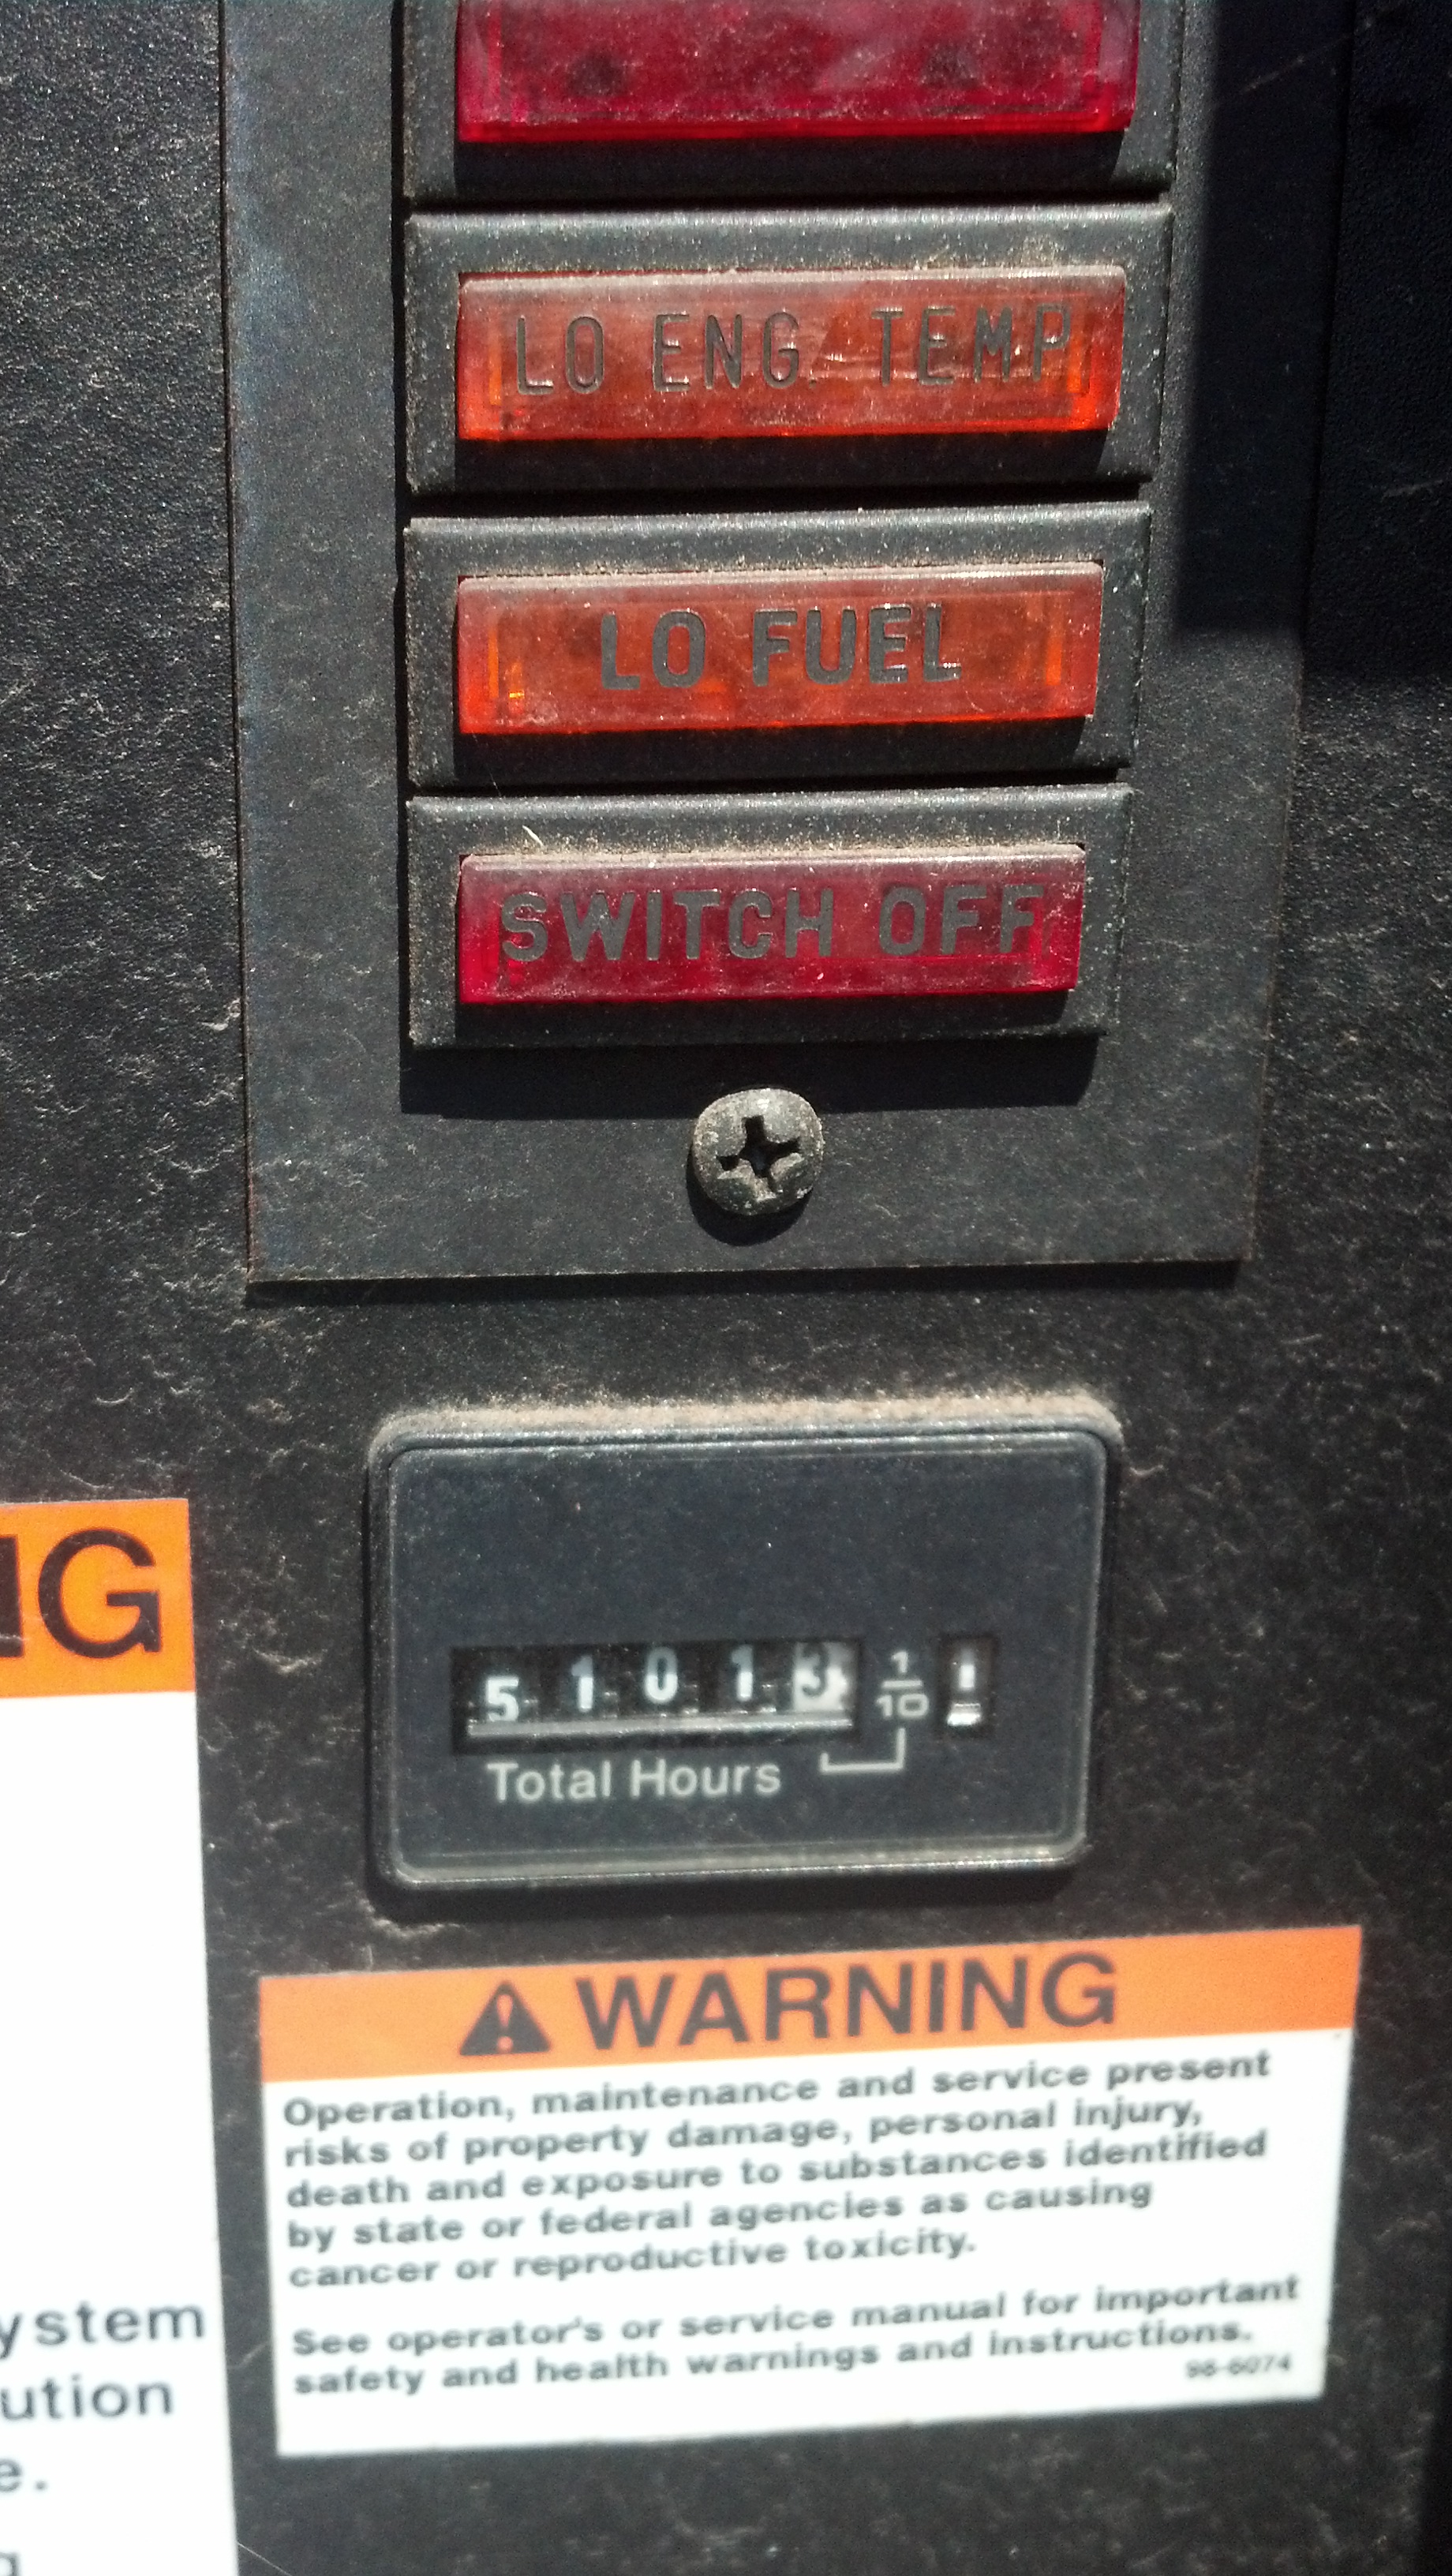 LO ENG. TEMP
LO FUEL
SWITCH OFF
NG
5 1 0 1 3 1/10
Total Hours
WARNING
Operation, maintenance and service present
risks of property damage, personal injury,
death and exposure to substances identified
by state or federal agencies as causing
cancer or reproductive toxicity.
See operator's or service manual for important
safety and health warnings and instructions.
98-6074
ystem
ution
e.